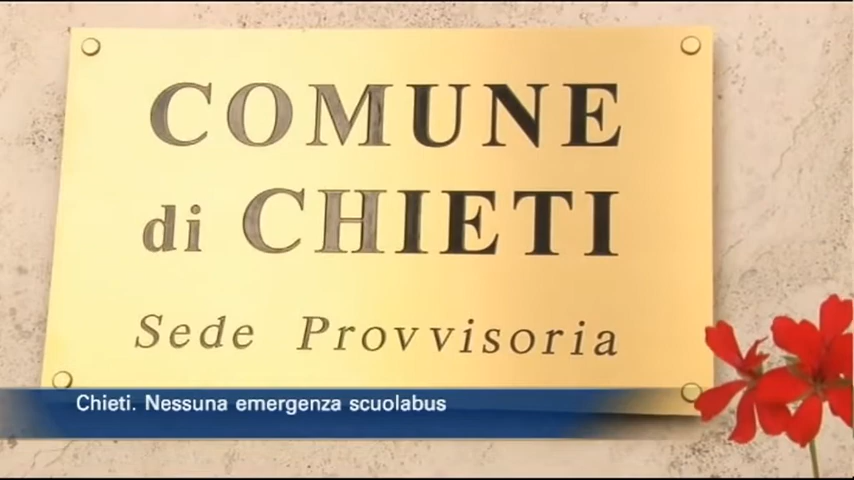 COMUNE
di CHIETI
Sede Provvisoria
Chieti. Nessuna emergenza scuolabus